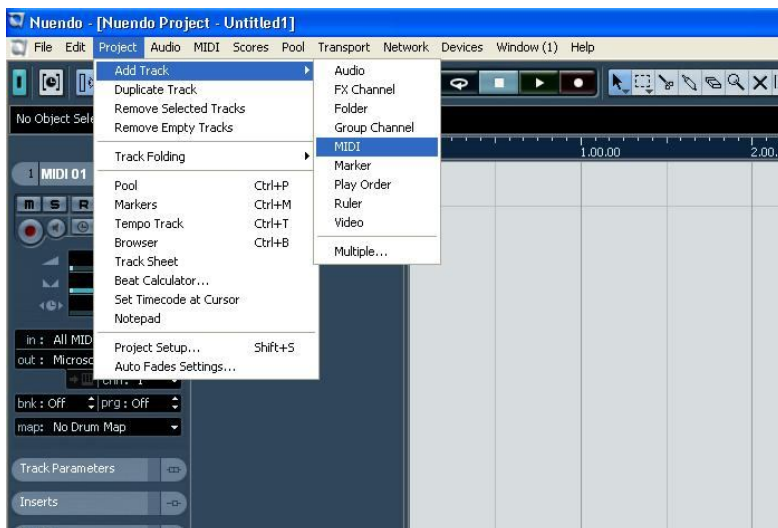 Nuendo - [Nuendo Project - Untitled1]
File Edit Project Audio MIDI Scores Pool Transport Network Devices Window (1) Help
Add Track
Duplicate Track
Remove Selected Tracks
Remove Empty Tracks
Track Folding
Pool Ctrl+P
Markers Ctrl+M
Tempo Track Ctrl+T
Browser Ctrl+B
Track Sheet
Beat Calculator...
Set Timecode at Cursor
Notepad
Project Setup... Shift+S
Auto Fades Settings...
Audio
FX Channel
Folder
Group Channel
MIDI
Marker
Play Order
Ruler
Video
Multiple...
No Object Sele
1.00.00 2.00.
1 MIDI 01
m S R
in : All MID
out : Microso
chn: 1
bnk : Off prg : Off
map: No Drum Map
Track Parameters
Inserts